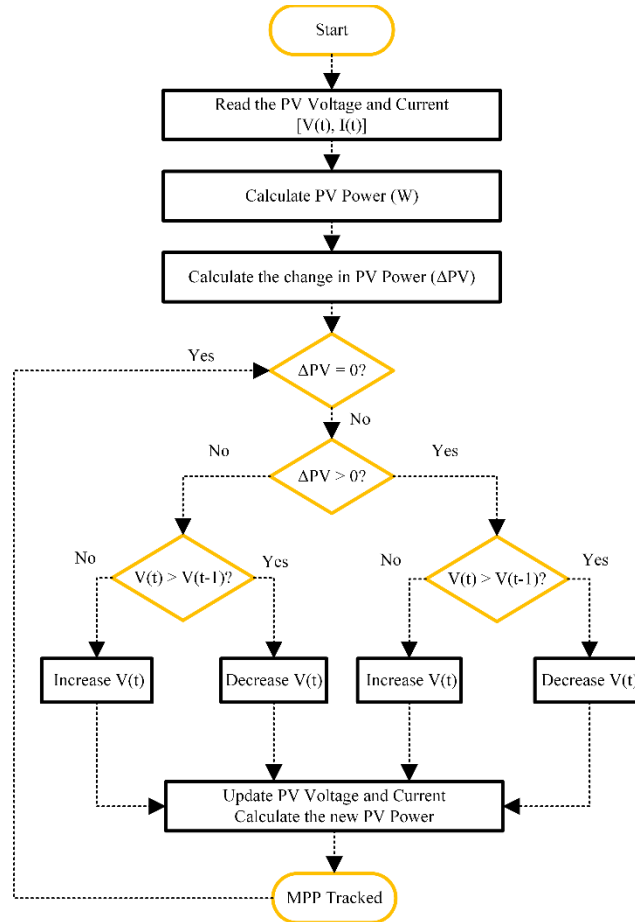 Start
Read the PV Voltage and Current
[V(t), I(t)]
Calculate PV Power (W)
Calculate the change in PV Power (ΔPV)
Yes
ΔPV = 0?
No
No
ΔPV > 0?
Yes
No
V(t) > V(t-1)?
Yes
No
V(t) > V(t-1)?
Yes
Increase V(t)
Decrease V(t)
Increase V(t)
Decrease V(t)
Update PV Voltage and Current
Calculate the new PV Power
MPP Tracked